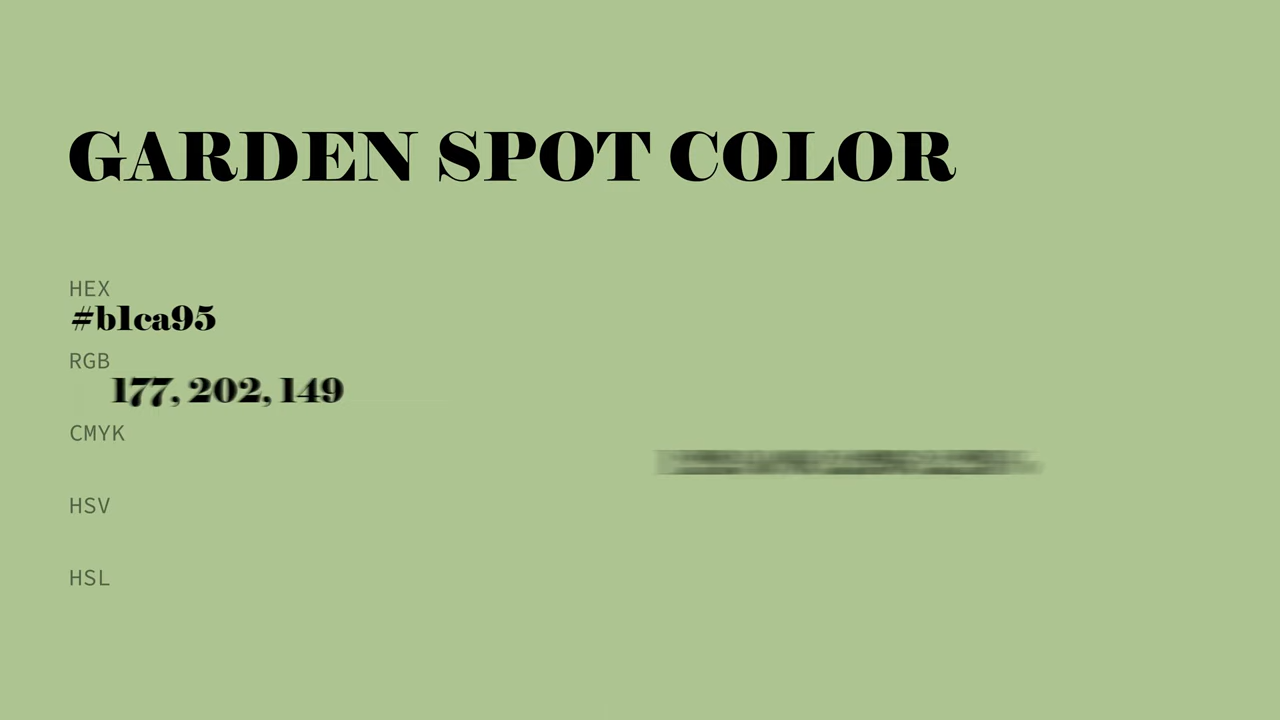 GARDEN SPOT COLOR
HEX
#b1ca95
RGB
177, 202, 149
CMYK
HSV
HSL